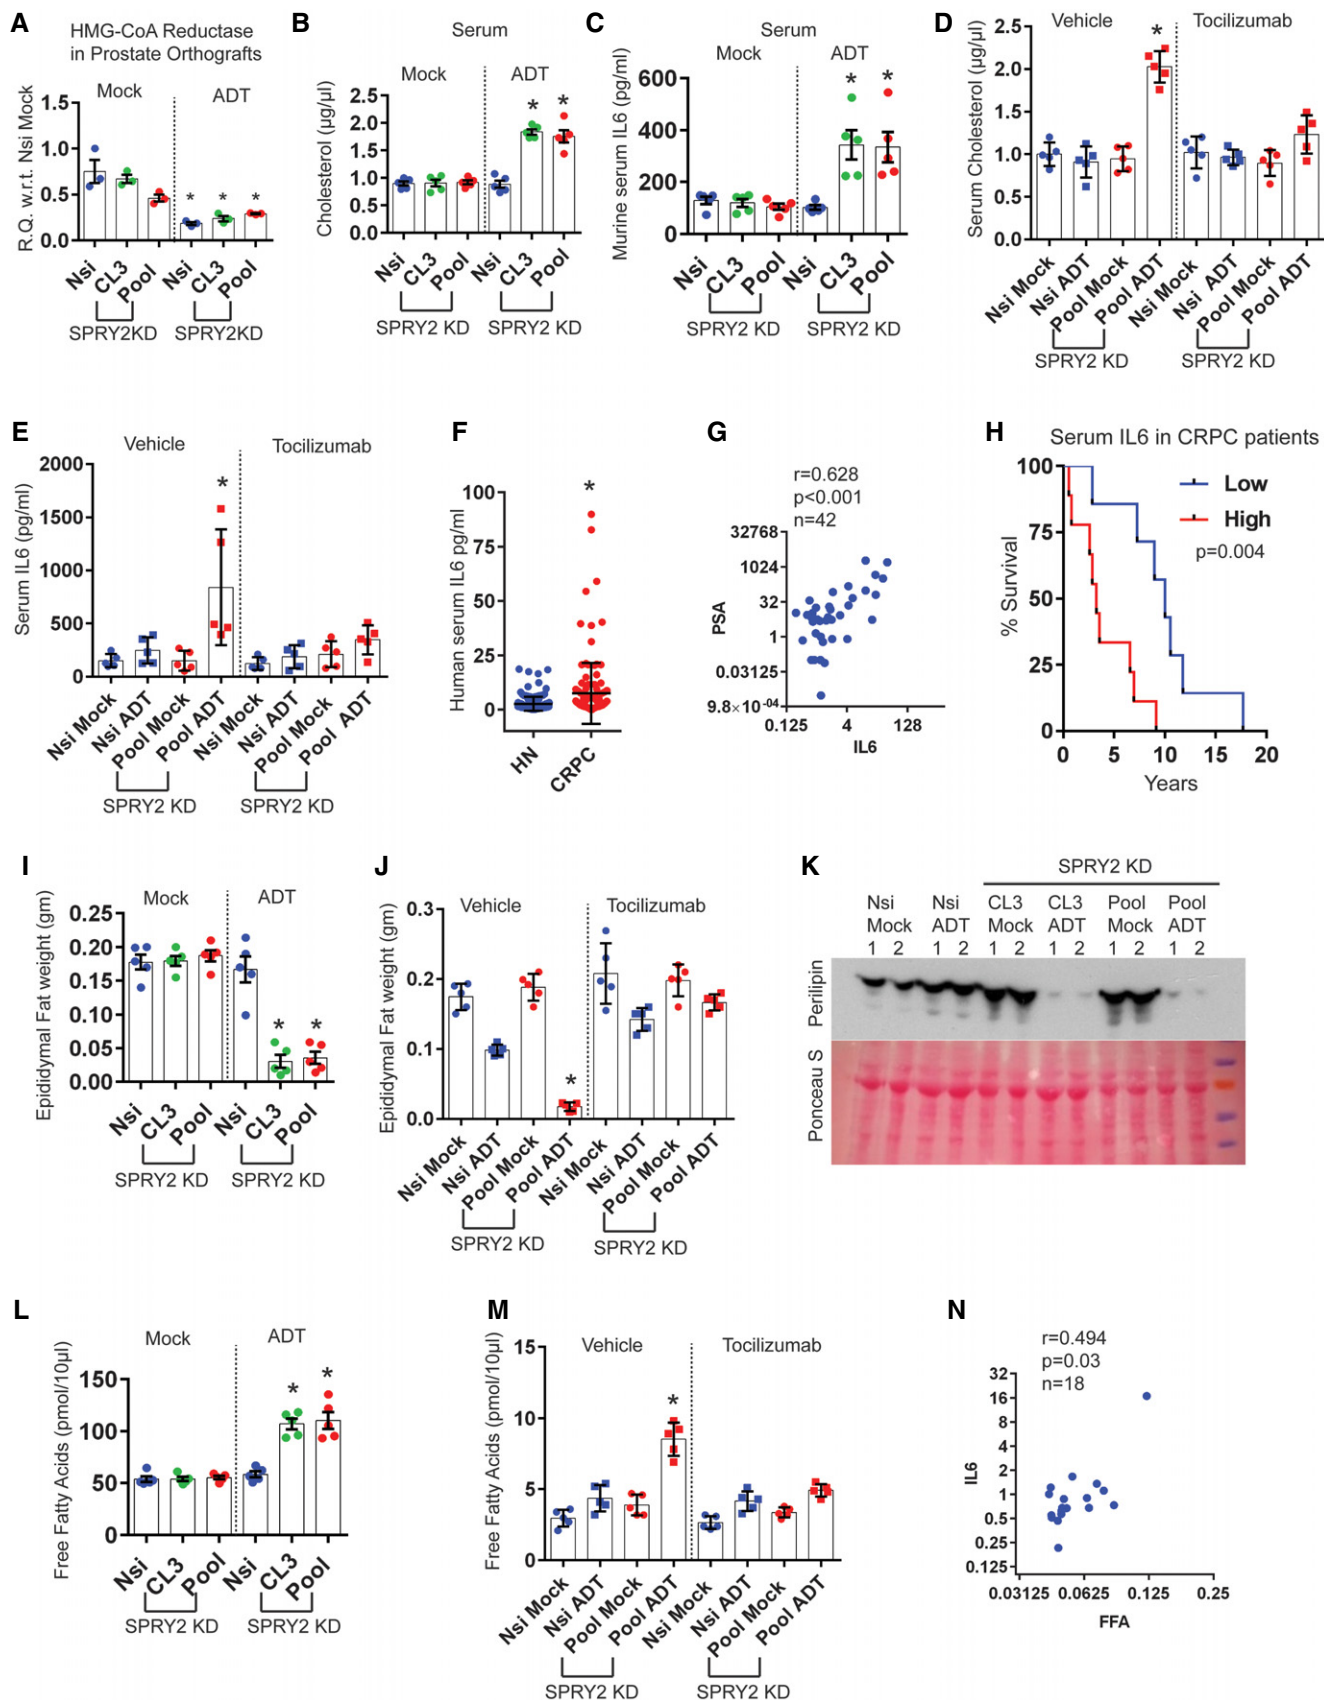 A
HMG-CoA Reductase
in Prostate Orthografts
Mock
ADT
R.Q. w.r.t. Nsi Mock
1.5
1.0
0.5
0.0
* * *
Nsi CL3 Pool Nsi CL3 Pool
SPRY2KD SPRY2KD
B
Serum
Mock
ADT
Cholesterol (µg/µl)
2.5
2.0
1.5
1.0
0.5
0.0
* *
Nsi CL3 Pool Nsi CL3 Pool
SPRY2 KD SPRY2 KD
C
Serum
Mock
ADT
Murine serum IL6 (pg/ml)
600
400
200
0
* *
Nsi CL3 Pool Nsi CL3 Pool
SPRY2 KD SPRY2 KD
D
Vehicle
Tocilizumab
Serum Cholesterol (µg/µl)
2.5
2.0
1.5
1.0
0.5
0.0
*
Nsi Mock Nsi ADT Pool Mock Pool ADT Nsi Mock Nsi ADT Pool Mock Pool ADT
SPRY2 KD SPRY2 KD
E
Vehicle
Tocilizumab
Serum IL6 (pg/ml)
2000
1500
1000
500
0
*
Nsi Mock Nsi ADT Pool Mock Pool ADT Nsi Mock Nsi ADT Pool Mock Pool ADT
SPRY2 KD SPRY2 KD
F
Human serum IL6 pg/ml
100
75
50
25
0
*
HN CRPC
G
r=0.628
p<0.001
n=42
PSA
32768
1024
32
1
0.03125
9.8×10-04
0.125 4 128
IL6
H
Serum IL6 in CRPC patients
Low
High
p=0.004
% Survival
100
75
50
25
0
0 5 10 15 20
Years
I
Mock
ADT
Epididymal Fat weight (gm)
0.25
0.20
0.15
0.10
0.05
0.00
* *
Nsi CL3 Pool Nsi CL3 Pool
SPRY2 KD SPRY2 KD
J
Vehicle
Tocilizumab
Epididymal Fat weight (gm)
0.3
0.2
0.1
0.0
*
Nsi Mock Nsi ADT Pool Mock Pool ADT Nsi Mock Nsi ADT Pool Mock Pool ADT
SPRY2 KD SPRY2 KD
K
SPRY2 KD
Nsi Nsi CL3 CL3 Pool Pool
Mock ADT Mock ADT Mock ADT
1 2 1 2 1 2 1 2 1 2 1 2
Perilipin
Ponceau S
L
Mock
ADT
Free Fatty Acids (pmol/10µl)
150
100
50
0
* *
Nsi CL3 Pool Nsi CL3 Pool
SPRY2 KD SPRY2 KD
M
Vehicle
Tocilizumab
Free Fatty Acids (pmol/10µl)
15
10
5
0
*
Nsi Mock Nsi ADT Pool Mock Pool ADT Nsi Mock Nsi ADT Pool Mock Pool ADT
SPRY2 KD SPRY2 KD
N
r=0.494
p=0.03
n=18
IL6
32
16
8
4
2
1
0.5
0.25
0.125
0.03125 0.0625 0.125 0.25
FFA